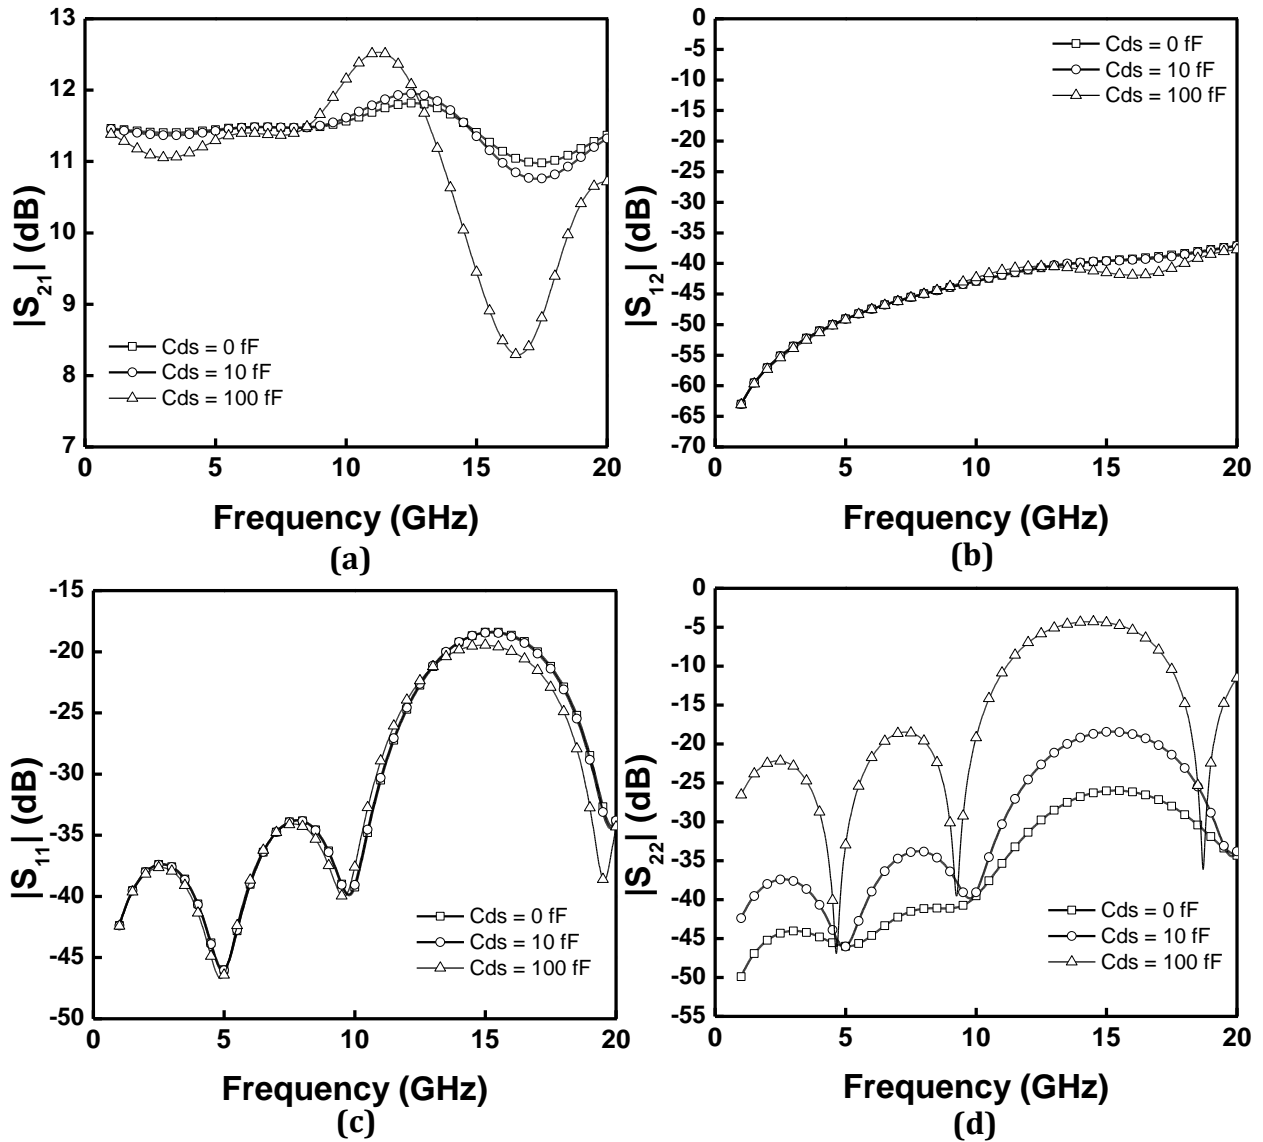 13
12
11
10
9
8
7
|S21| (dB)
Cds = 0 fF
Cds = 10 fF
Cds = 100 fF
0
5
10
15
20
Frequency (GHz)
(a)
0
-5
-10
-15
-20
-25
-30
-35
-40
-45
-50
-55
-60
-65
-70
|S12| (dB)
Cds = 0 fF
Cds = 10 fF
Cds = 100 fF
0
5
10
15
20
Frequency (GHz)
(b)
-15
-20
-25
-30
-35
-40
-45
-50
|S11| (dB)
Cds = 0 fF
Cds = 10 fF
Cds = 100 fF
0
5
10
15
20
Frequency (GHz)
(c)
0
-5
-10
-15
-20
-25
-30
-35
-40
-45
-50
-55
|S22| (dB)
Cds = 0 fF
Cds = 10 fF
Cds = 100 fF
0
5
10
15
20
Frequency (GHz)
(d)